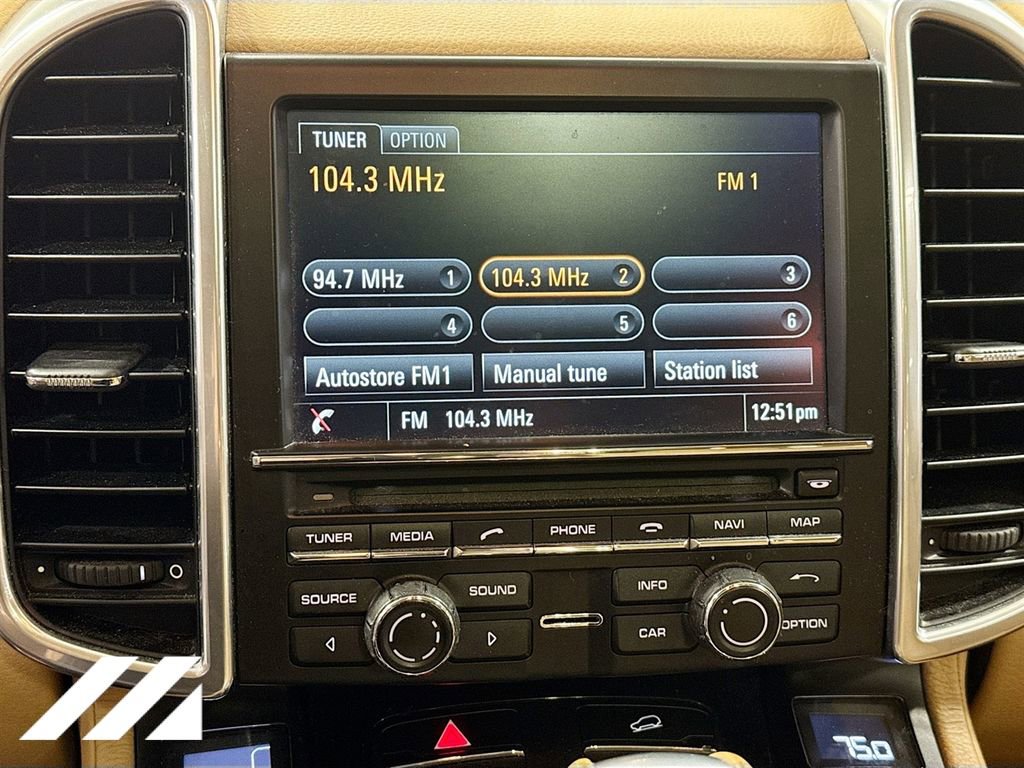 TUNER OPTION
104.3 MHz FM 1
94.7 MHz 1 104.3 MHz 2 3
4 5 6
Autostore FM1 Manual tune Station list
FM 104.3 MHz 12:51pm
TUNER MEDIA PHONE NAVI MAP
SOURCE SOUND INFO
CAR OPTION
75.0